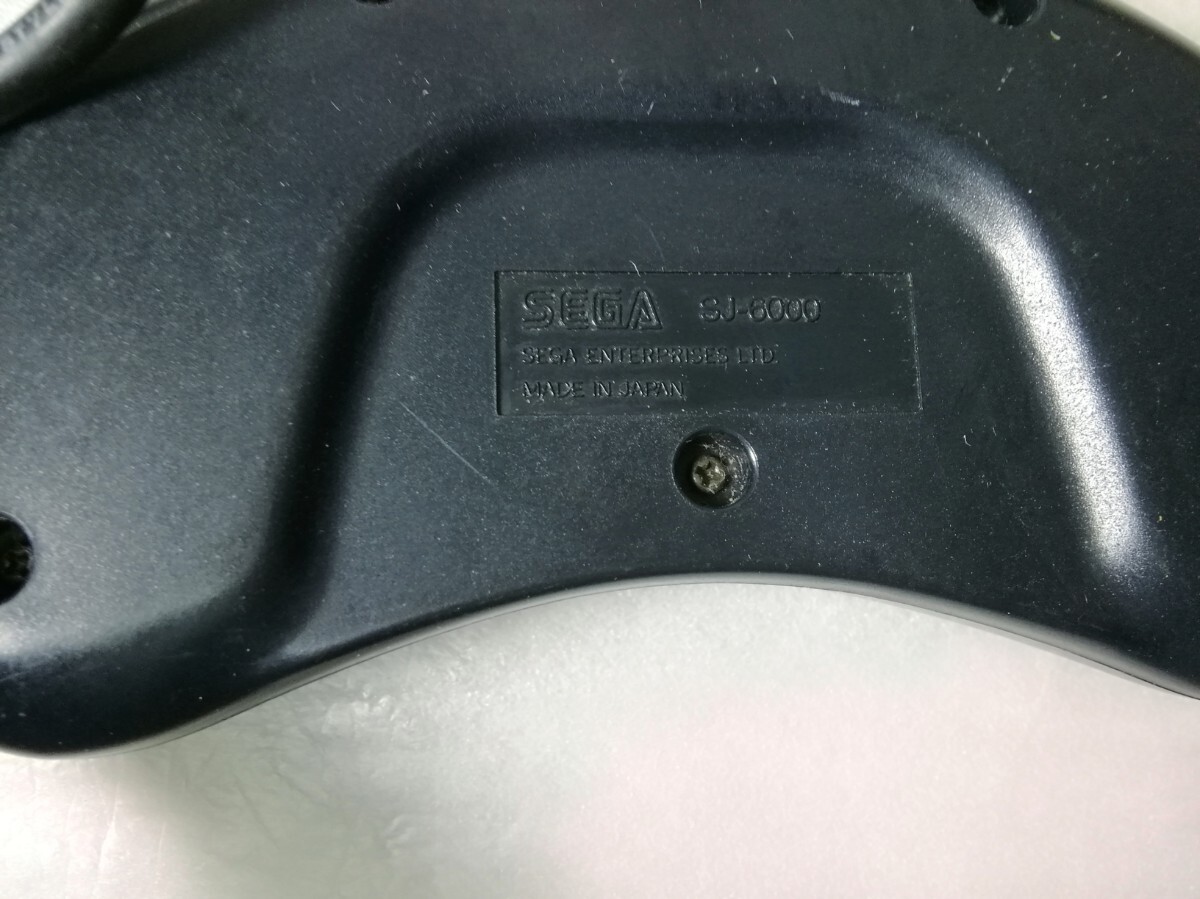 SEGA SJ-6000
SEGA ENTERPRISES LTD.
MADE IN JAPAN